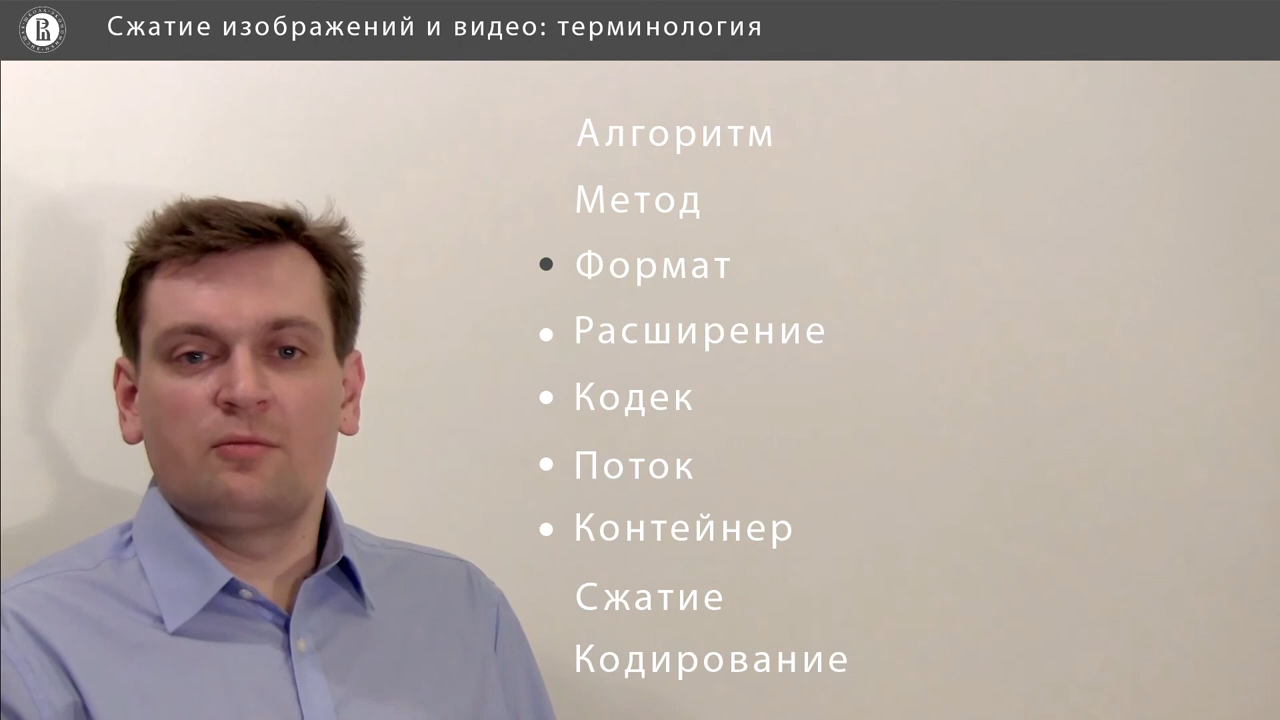 Сжатие изображений и видео: терминология
Алгоритм
Метод
Формат
Расширение
Кодек
Поток
Контейнер
Сжатие
Кодирование